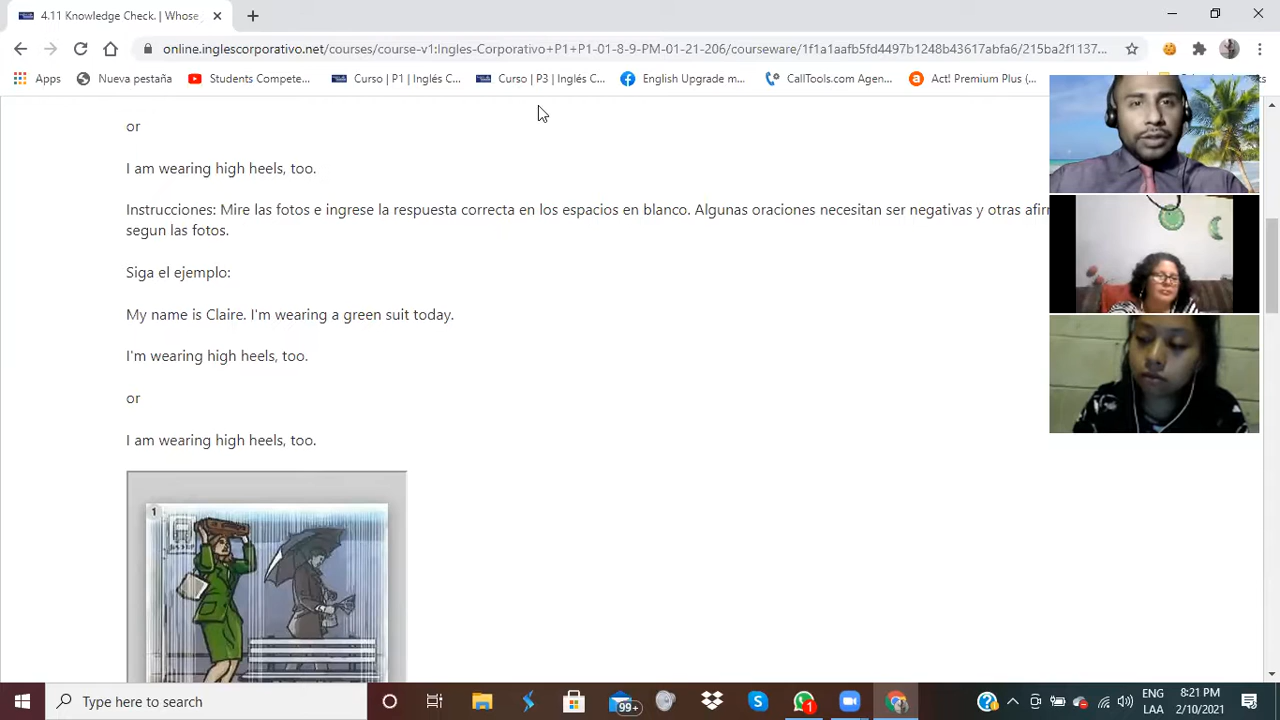 4.11 Knowledge Check. | Whose
online.inglescorporativo.net/courses/course-v1:Ingles-Corporativo+P1+P1-01-8-9-PM-01-21-206/courseware/1f1a1aafb5fd4497b1248b43617abfa6/215ba2f1137...
Apps Nueva pestaña Students Compete... Curso | P1 | Inglés C... Curso | P3 | Inglés C... English Upgrade... CallTools.com Agen... Act! Premium Plus (...
or
I am wearing high heels, too.
Instrucciones: Mire las fotos e ingrese la respuesta correcta en los espacios en blanco. Algunas oraciones necesitan ser negativas y otras afir
segun las fotos.
Siga el ejemplo:
My name is Claire. I'm wearing a green suit today.
I'm wearing high heels, too.
or
I am wearing high heels, too.
1
Type here to search
99+
1
ENG
LAA
8:21 PM
2/10/2021